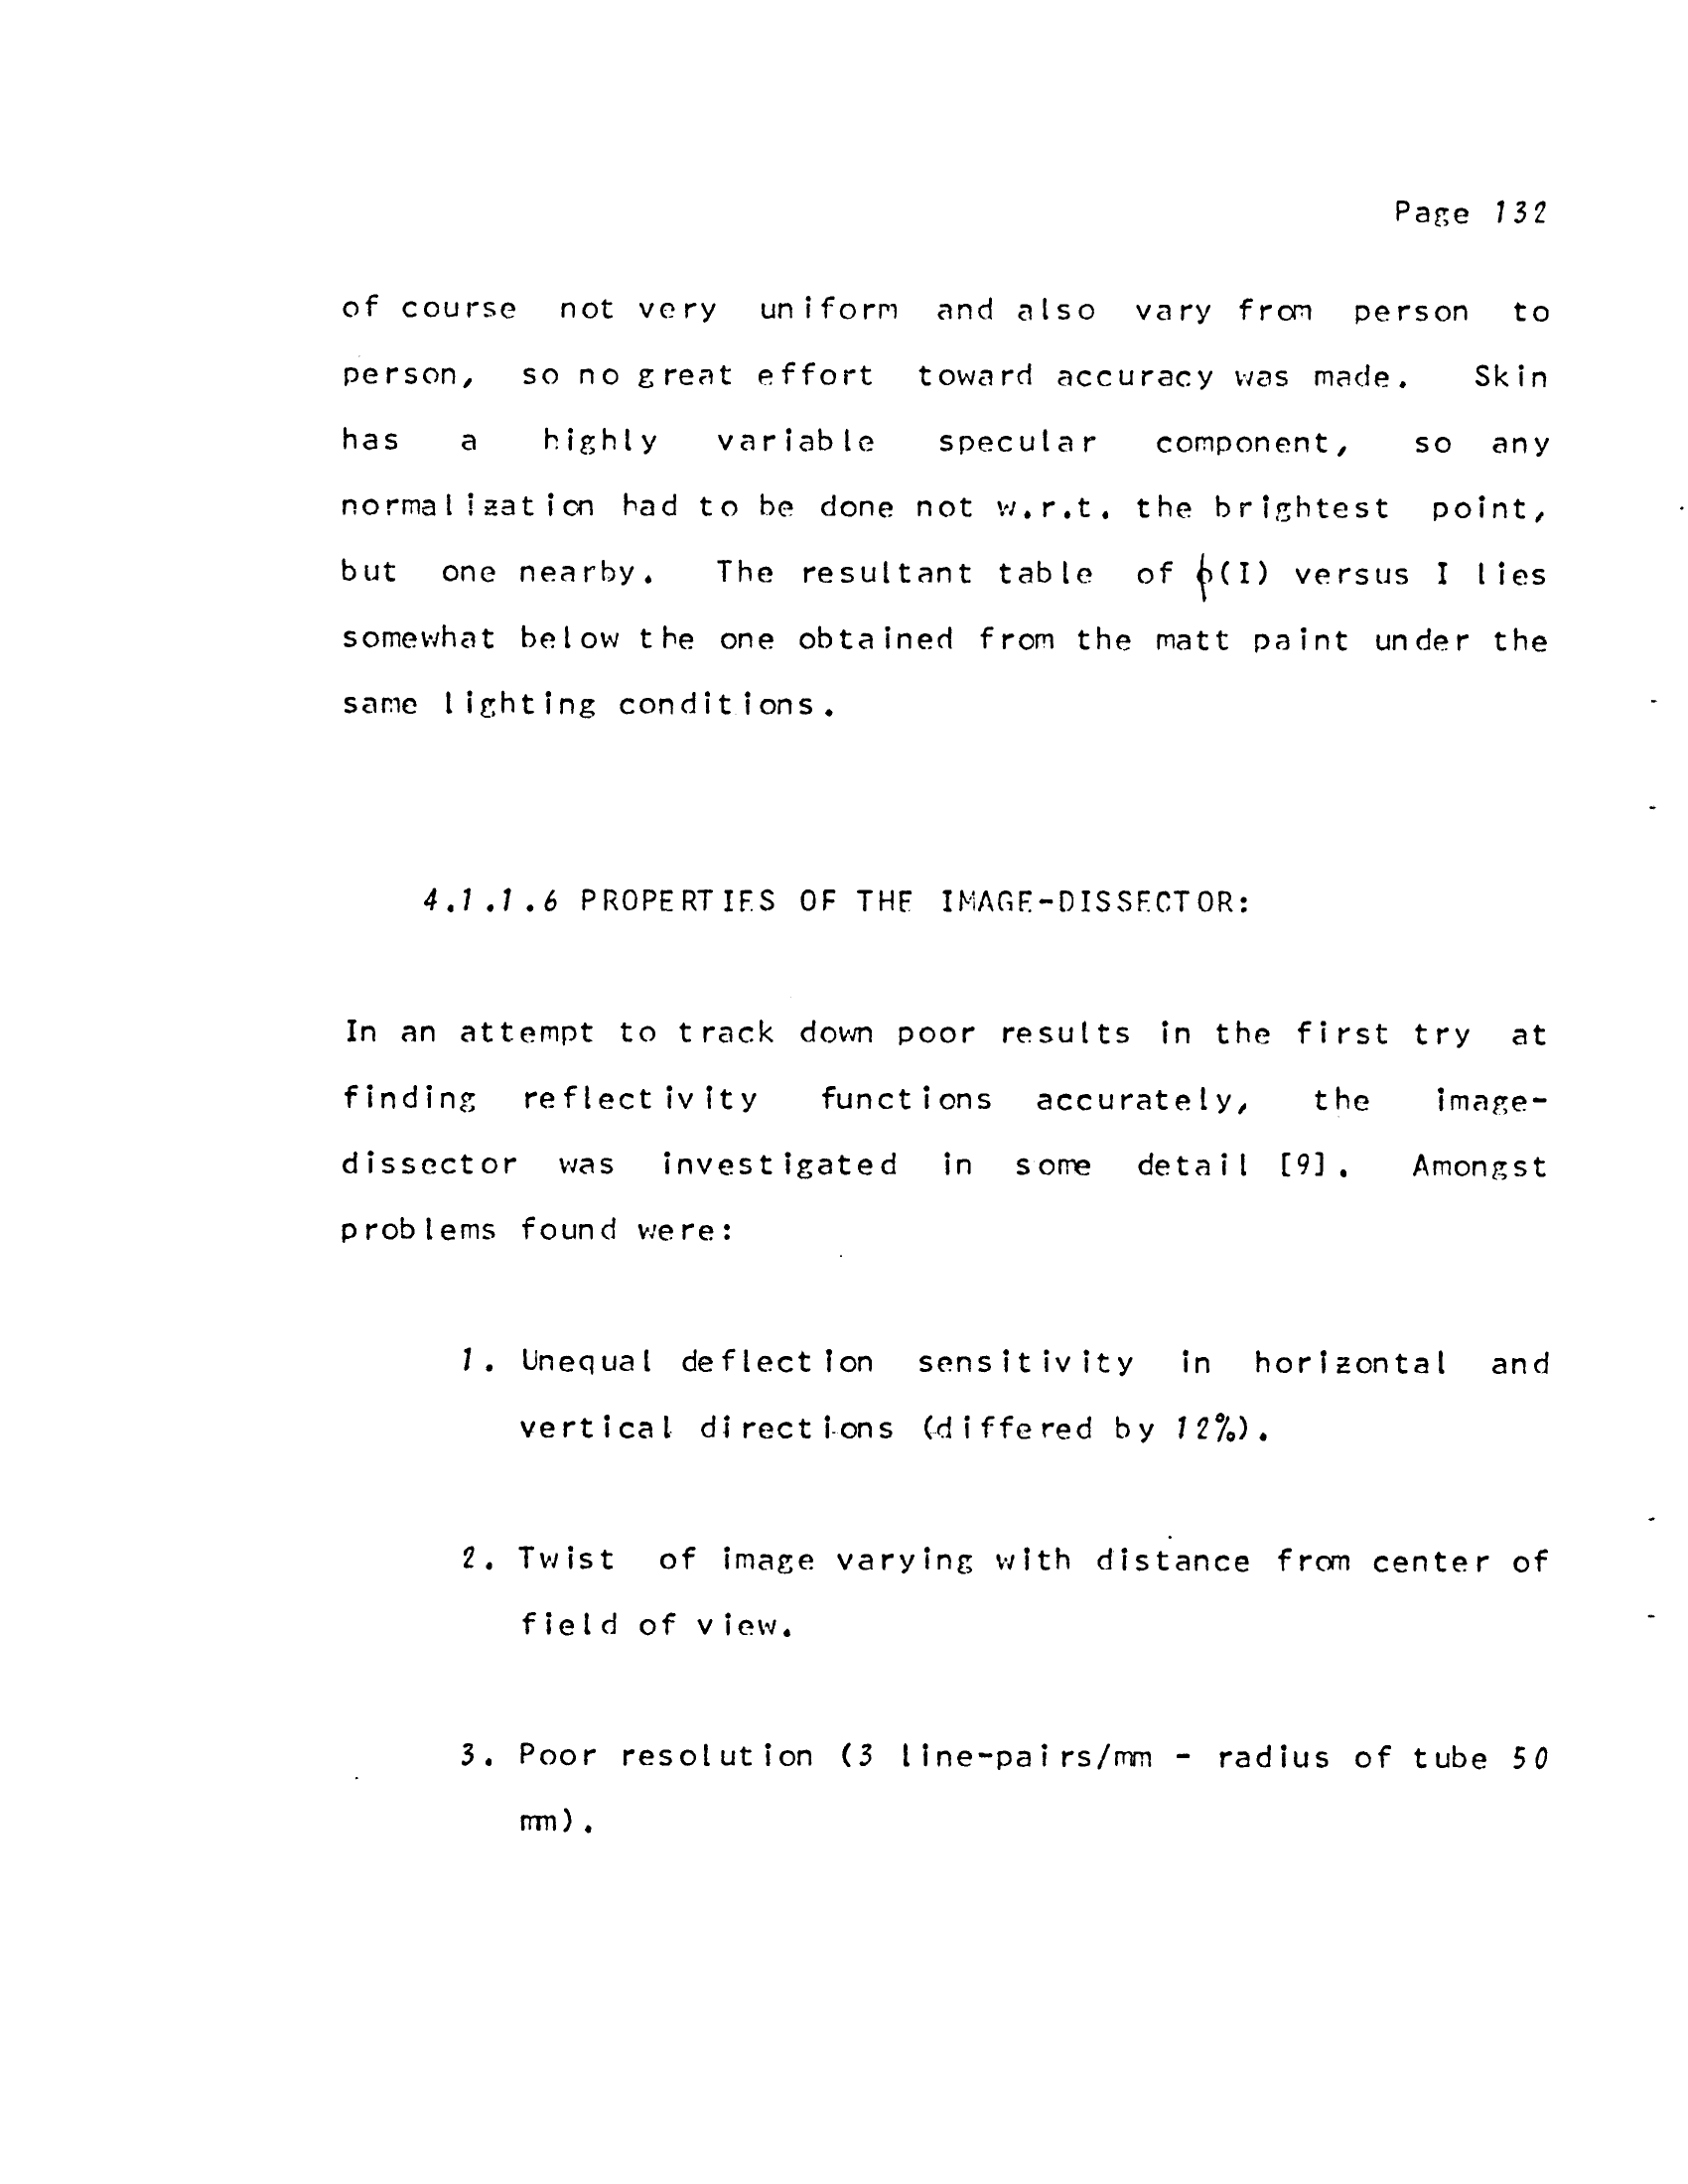 Page 132
of course not very uniform and also vary from person to
person, so no great effort toward accuracy was made. Skin
has a highly variable specular component, so any
normalization had to be done not w.r.t. the brightest point,
but one nearby. The resultant table of ϕ(I) versus I lies
somewhat below the one obtained from the matt paint under the
same lighting conditions.
4.1.1.6 PROPERTIES OF THE IMAGE-DISSECTOR:
In an attempt to track down poor results in the first try at
finding reflectivity functions accurately, the image-
dissector was investigated in some detail [9]. Amongst
problems found were:
1. Unequal deflection sensitivity in horizontal and
vertical directions (differed by 12%).
2. Twist of image varying with distance from center of
field of view.
3. Poor resolution (3 line-pairs/mm - radius of tube 50
mm).